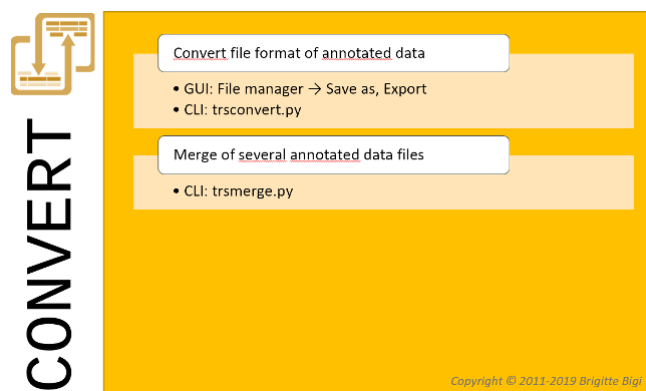 CONVERT
Convert file format of annotated data
• GUI: File manager → Save as, Export
• CLI: trsconvert.py
Merge of several annotated data files
• CLI: trsmerge.py
Copyright © 2011-2019 Brigitte Bigi